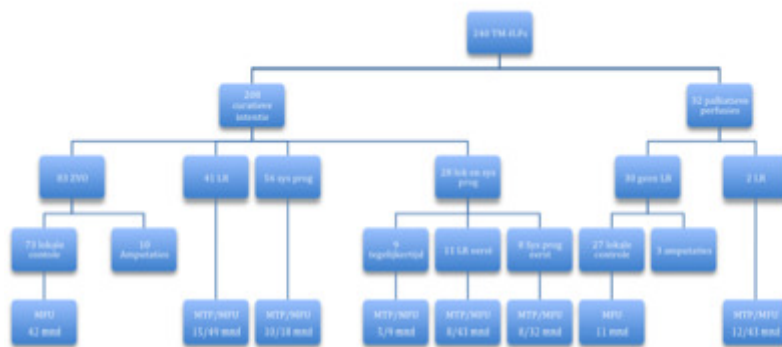 240 TM-ILPs
208
curatieve
intentie
32 palliatieve
perfusies
83 ZVO
41 LR
56 sys prog
28 lok en sys
prog
30 geen LR
2 LR
73 lokale
controle
10
Amputaties
9
tegelijkertijd
11 LR eerst
8 Sys prog
eerst
27 lokale
controle
3 amputaties
MFU
42 mnd
MTP/MFU
15/49 mnd
MTP/MFU
10/18 mnd
MTP/MFU
5/9 mnd
MTP/MFU
8/43 mnd
MTP/MFU
8/32 mnd
MFU
11 mnd
MTP/MFU
12/43 mnd